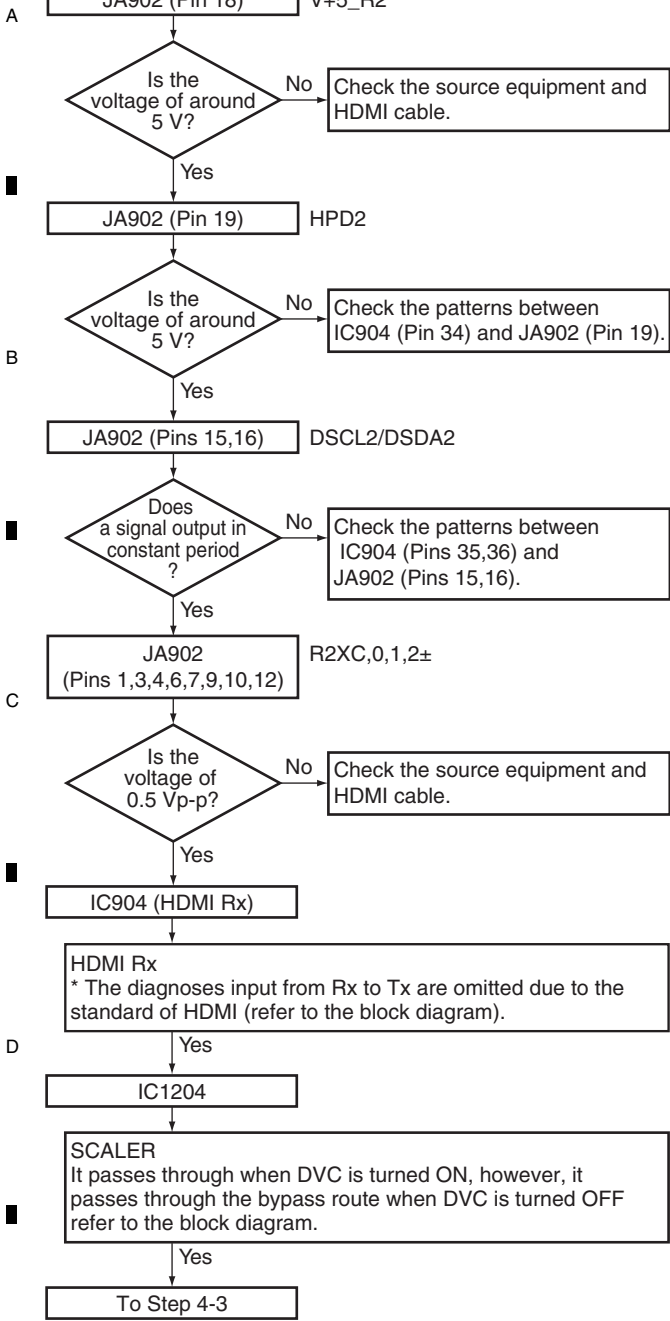 JA902 (Pin 18) V+5_R2
A
Is the
voltage of around
5 V?
No
Check the source equipment and
HDMI cable.
Yes
JA902 (Pin 19) HPD2
Is the
voltage of around
5 V?
No
Check the patterns between
IC904 (Pin 34) and JA902 (Pin 19).
B
Yes
JA902 (Pins 15,16) DSCL2/DSDA2
Does
a signal output in
constant period
?
No
Check the patterns between
IC904 (Pins 35,36) and
JA902 (Pins 15,16).
Yes
JA902
(Pins 1,3,4,6,7,9,10,12)
R2XC,0,1,2±
C
Is the
voltage of
0.5 Vp-p?
No
Check the source equipment and
HDMI cable.
Yes
IC904 (HDMI Rx)
HDMI Rx
* The diagnoses input from Rx to Tx are omitted due to the
standard of HDMI (refer to the block diagram).
D
Yes
IC1204
SCALER
It passes through when DVC is turned ON, however, it
passes through the bypass route when DVC is turned OFF
refer to the block diagram.
Yes
To Step 4-3